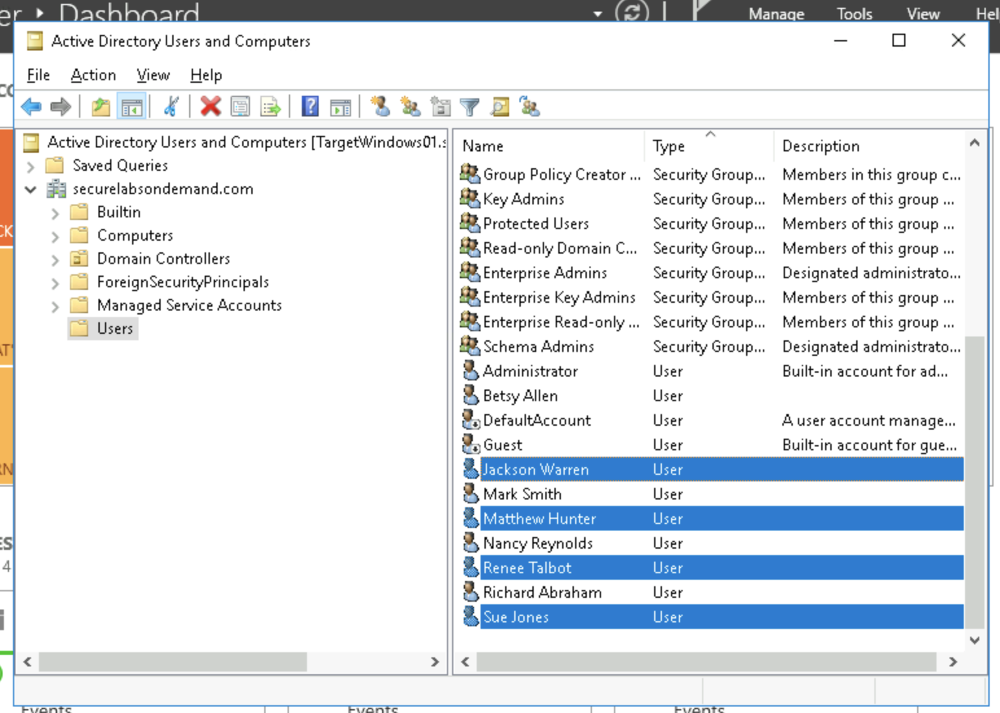 er ‣ Dashboard
Manage Tools View Hel
Active Directory Users and Computers
File Action View Help
Active Directory Users and Computers [TargetWindows01.s
Saved Queries
securelabsondemand.com
Builtin
Computers
Domain Controllers
ForeignSecurityPrincipals
Managed Service Accounts
Users
Name Type Description
Group Policy Creator ... Security Group... Members in this group c...
Key Admins Security Group... Members of this group ...
Protected Users Security Group... Members of this group ...
Read-only Domain C... Security Group... Members of this group ...
Enterprise Admins Security Group... Designated administrato...
Enterprise Key Admins Security Group... Members of this group ...
Enterprise Read-only ... Security Group... Members of this group ...
Schema Admins Security Group... Designated administrato...
Administrator User Built-in account for ad...
Betsy Allen User
DefaultAccount User A user account manage...
Guest User Built-in account for gue...
Jackson Warren User
Mark Smith User
Matthew Hunter User
Nancy Reynolds User
Renee Talbot User
Richard Abraham User
Sue Jones User
4
Events Events Events